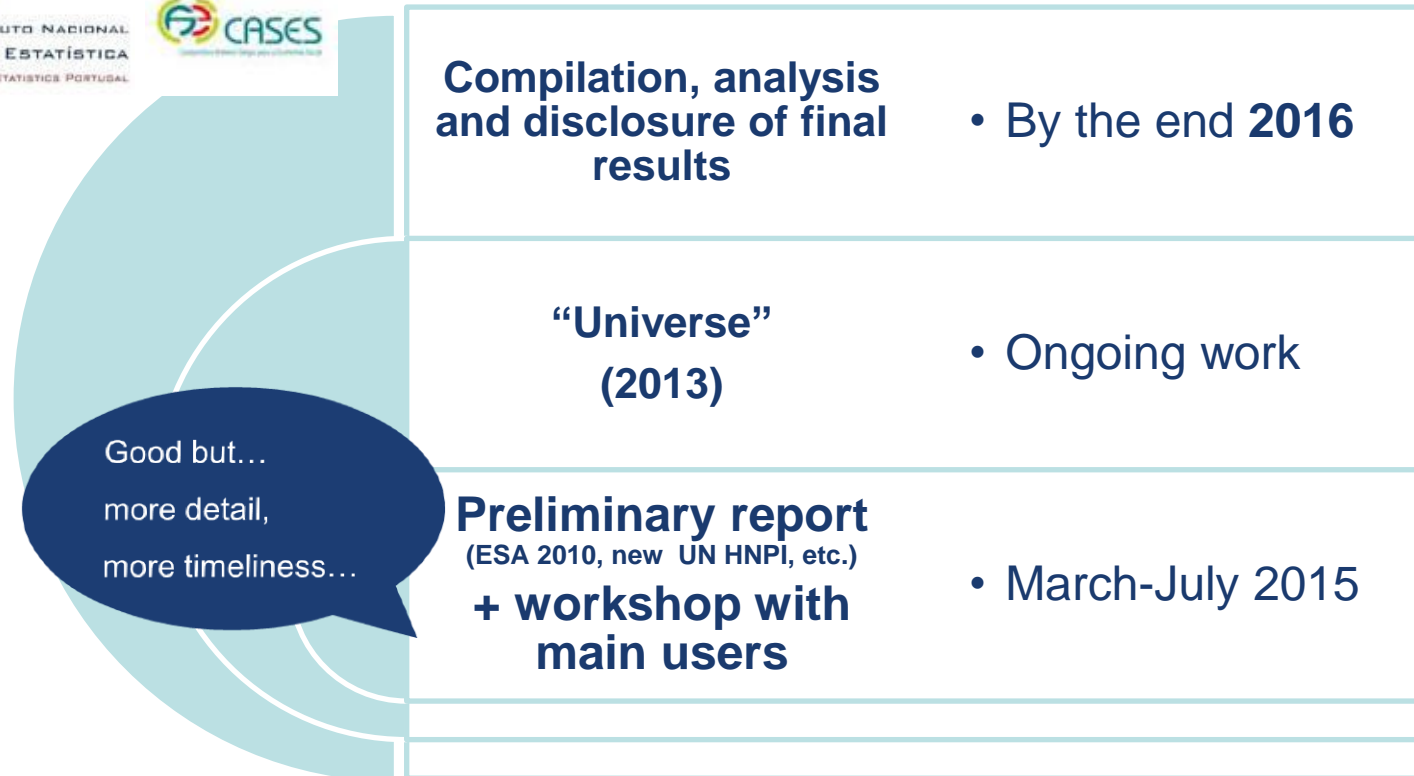 UTO NACIONAL
ESTATÍSTICA
TATISTICS PORTUGAL
CASES
Compilation, analysis
and disclosure of final
results
• By the end 2016
“Universe”
(2013)
• Ongoing work
Good but…
more detail,
more timeliness…
Preliminary report
(ESA 2010, new UN HNPI, etc.)
+ workshop with
main users
• March-July 2015